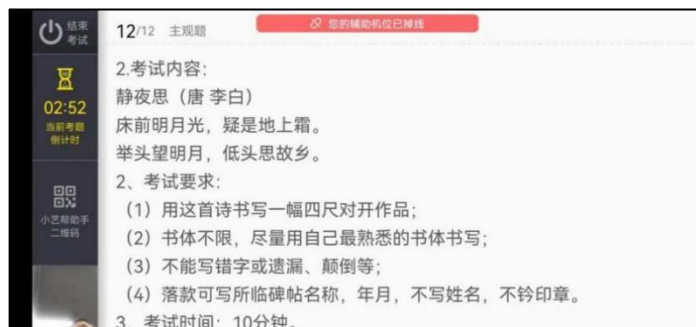 结束
考试
12/12 主观题
您的辅助机位已掉线
02:52
当前考题
倒计时
小艺帮助手
二维码
2.考试内容:
静夜思（唐 李白）
床前明月光，疑是地上霜。
举头望明月，低头思故乡。
2、考试要求:
（1）用这首诗书写一幅四尺对开作品;
（2）书体不限，尽量用自己最熟悉的书体书写;
（3）不能写错字或遗漏、颠倒等;
（4）落款可写所临碑帖名称，年月，不写姓名，不钤印章。
3、考试时间: 10分钟。